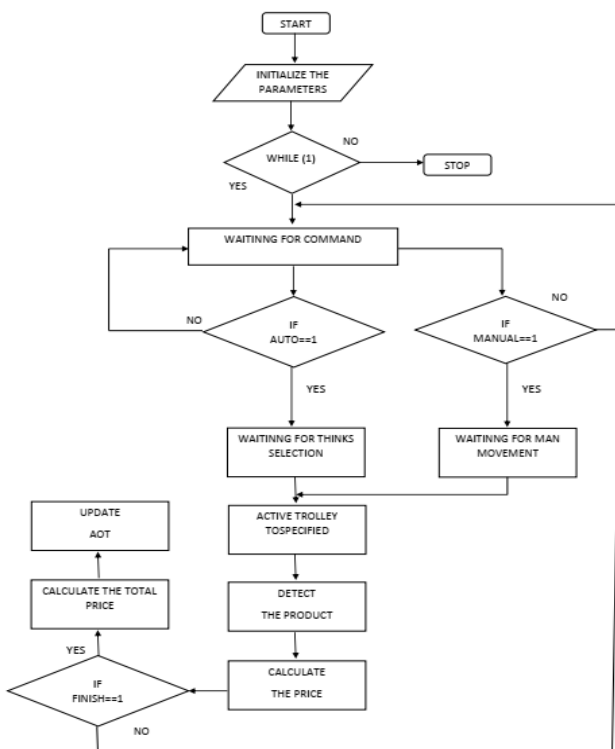 START
INITIALIZE THE
PARAMETERS
WHILE (1)
NO
STOP
YES
WAITINNG FOR COMMAND
NO
IF
AUTO==1
NO
IF
MANUAL==1
YES
YES
WAITINNG FOR THINKS
SELECTION
WAITINNG FOR MAN
MOVEMENT
ACTIVE TROLLEY
TOSPECIFIED
UPDATE
AOT
DETECT
THE PRODUCT
CALCULATE THE TOTAL
PRICE
YES
CALCULATE
THE PRICE
IF
FINISH==1
NO